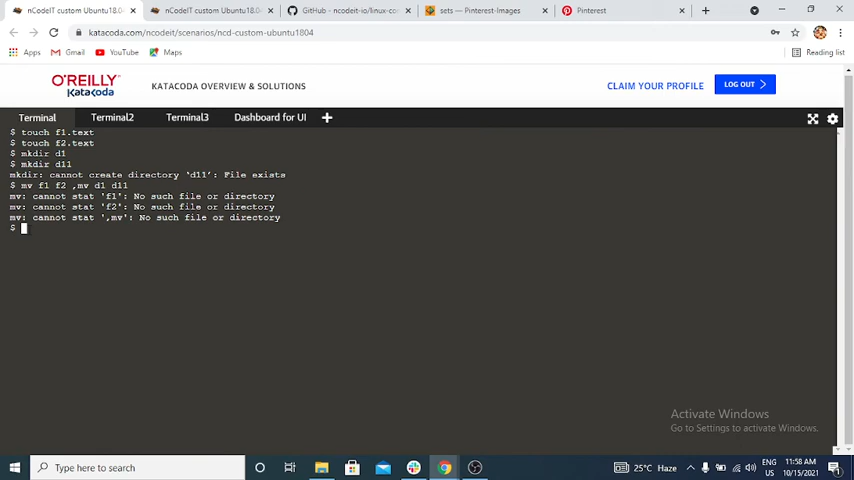 nCodeIT custom Ubuntu18.04
nCodeIT custom Ubuntu18.04
GitHub - ncodeit-io/linux-co
sets — Pinterest-Images
Pinterest
katacoda.com/ncodeit/scenarios/ncd-custom-ubuntu1804
Apps
Gmail
YouTube
Maps
Reading list
O'REILLY
Katacoda
KATACODA OVERVIEW & SOLUTIONS
CLAIM YOUR PROFILE
LOG OUT
Terminal
Terminal2
Terminal3
Dashboard for UI
$ touch f1.text
$ touch f2.text
$ mkdir d1
$ mkdir d11
mkdir: cannot create directory ‘d11’: File exists
$ mv f1 f2 ,mv d1 d11
mv: cannot stat 'f1': No such file or directory
mv: cannot stat 'f2': No such file or directory
mv: cannot stat ',mv': No such file or directory
$
Activate Windows
Go to Settings to activate Windows.
Type here to search
25°C Haze
ENG
US
11:58 AM
10/15/2021